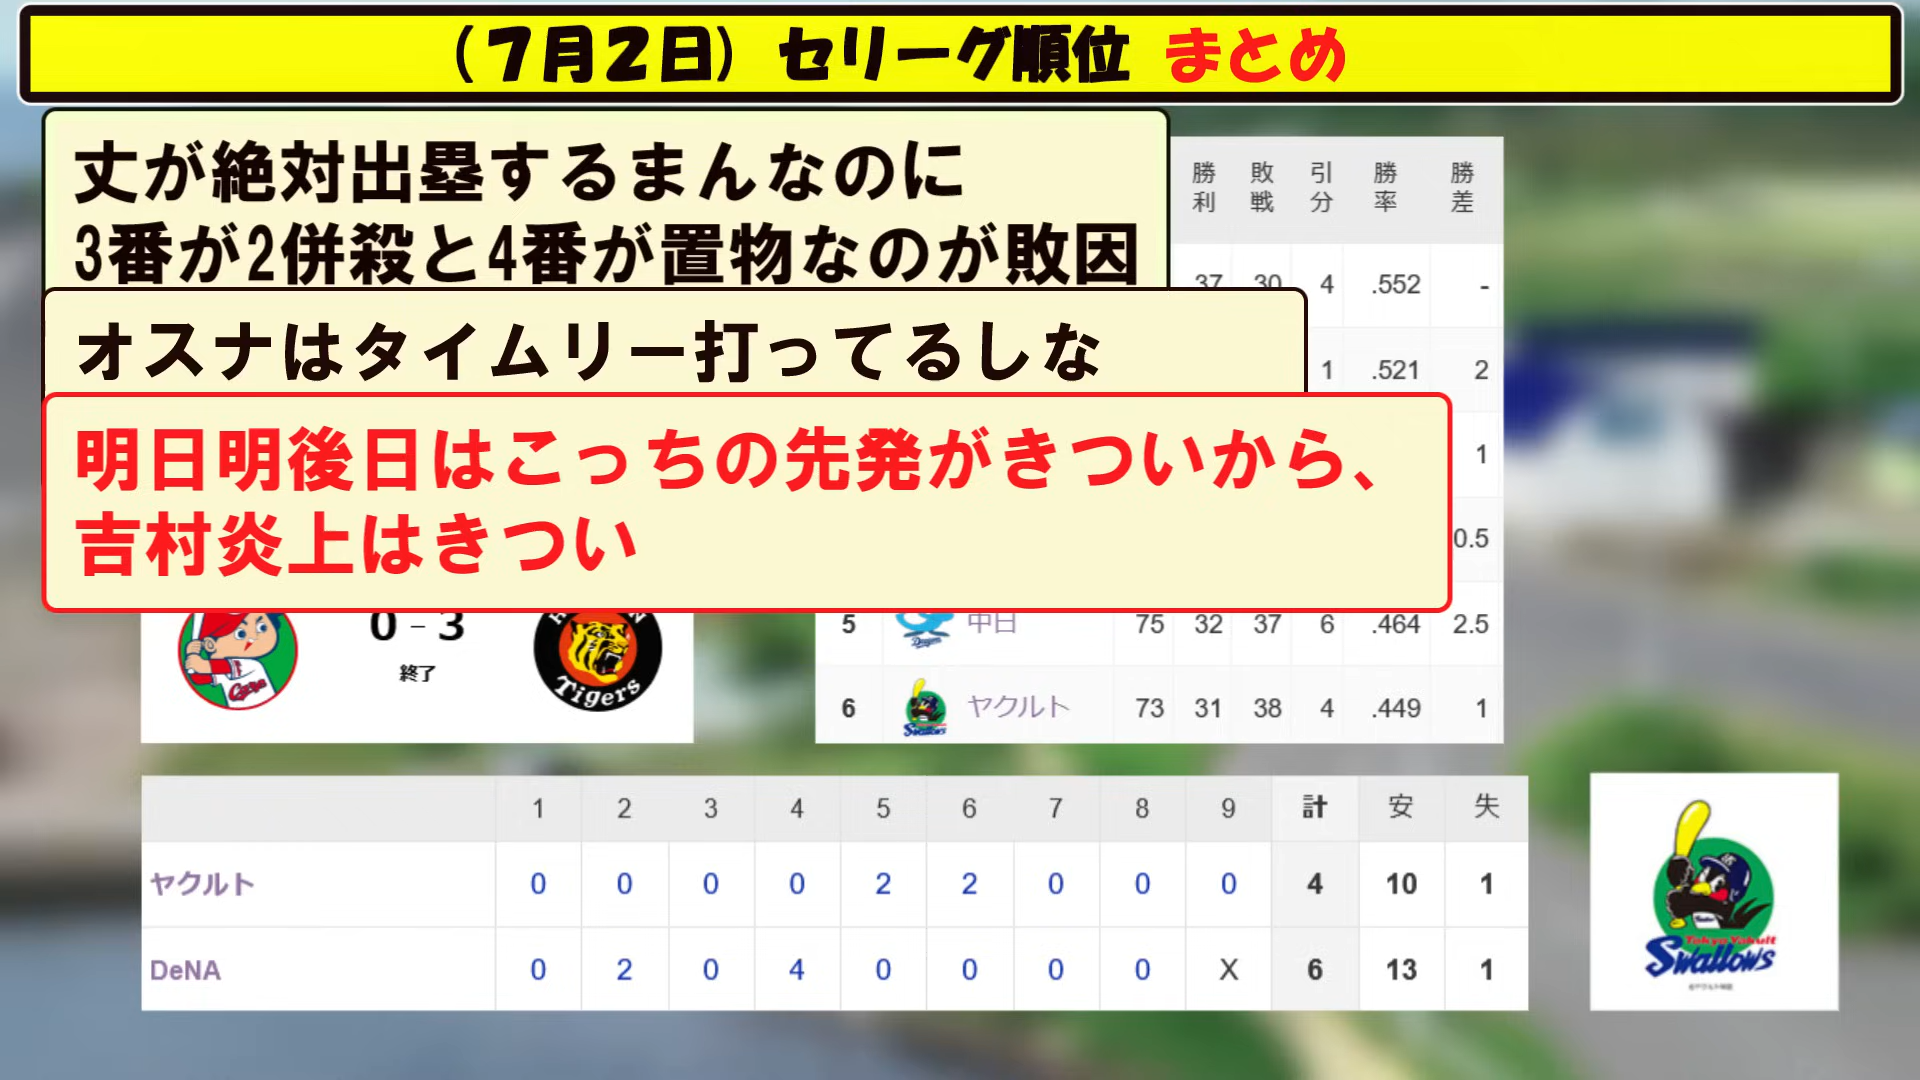 （7月2日） セリーグ順位 まとめ
丈が絶対出塁するまんなのに
3番が2併殺と4番が置物なのが敗因
オスナはタイムリー打ってるしな
明日明後日はこっちの先発がきついから、
吉村炎上はきつい
勝利 敗戦 引分 勝率 勝差
37 30 4 .552 -
1 .521 2
1
0.5
5 中日 75 32 37 6 .464 2.5
6 ヤクルト 73 31 38 4 .449 1
0 - 3
終了
Carp
Tigers
Dragons
Swallows
1 2 3 4 5 6 7 8 9 計 安 失
ヤクルト 0 0 0 0 2 2 0 0 0 4 10 1
DeNA 0 2 0 4 0 0 0 0 X 6 13 1
Tokyo Yakult
Swallows